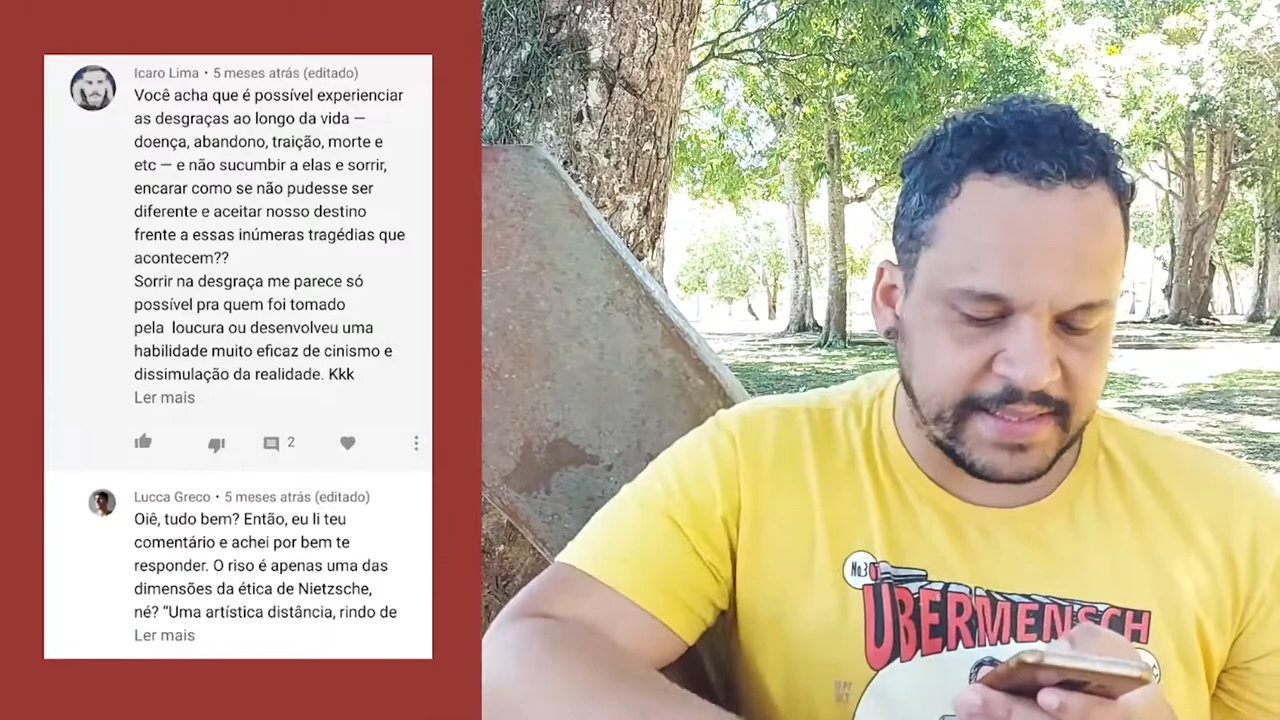 Icaro Lima • 5 meses atrás (editado)
Você acha que é possível experienciar
as desgraças ao longo da vida —
doença, abandono, traição, morte e
etc — e não sucumbir a elas e sorrir,
encarar como se não pudesse ser
diferente e aceitar nosso destino
frente a essas inúmeras tragédias que
acontecem??
Sorrir na desgraça me parece só
possível pra quem foi tomado
pela loucura ou desenvolveu uma
habilidade muito eficaz de cinismo e
dissimulação da realidade. Kkk
Ler mais
2
Lucca Greco • 5 meses atrás (editado)
Oiê, tudo bem? Então, eu li teu
comentário e achei por bem te
responder. O riso é apenas uma das
dimensões da ética de Nietzsche,
né? “Uma artística distância, rindo de
Ler mais
No.3
ÜBERMENSCH